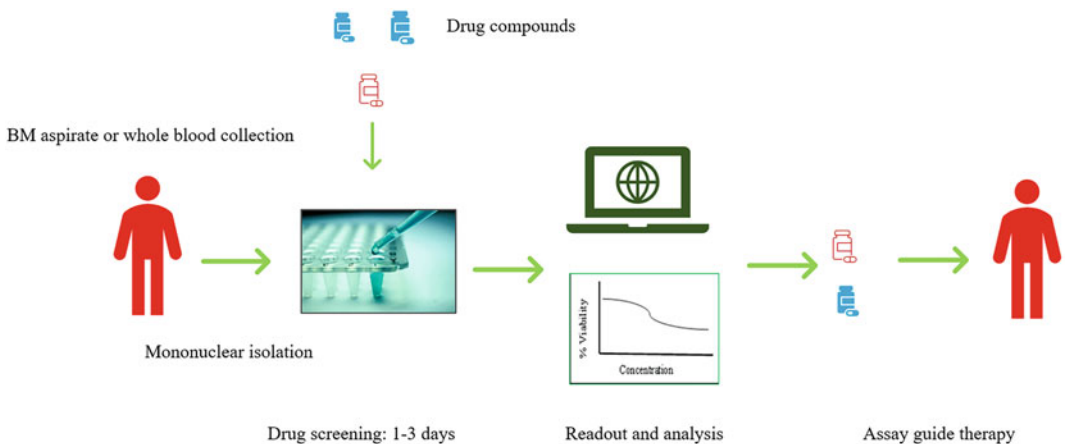 Drug compounds
BM aspirate or whole blood collection
Mononuclear isolation
% Viability
Concentration
Drug screening: 1-3 days
Readout and analysis
Assay guide therapy